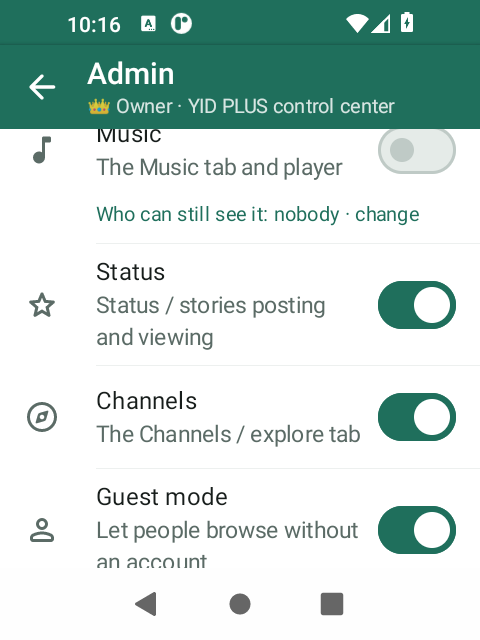 10:16
Admin
👑 Owner · YID PLUS control center
Music
The Music tab and player
Who can still see it: nobody · change
Status
Status / stories posting
and viewing
Channels
The Channels / explore tab
Guest mode
Let people browse without
an account